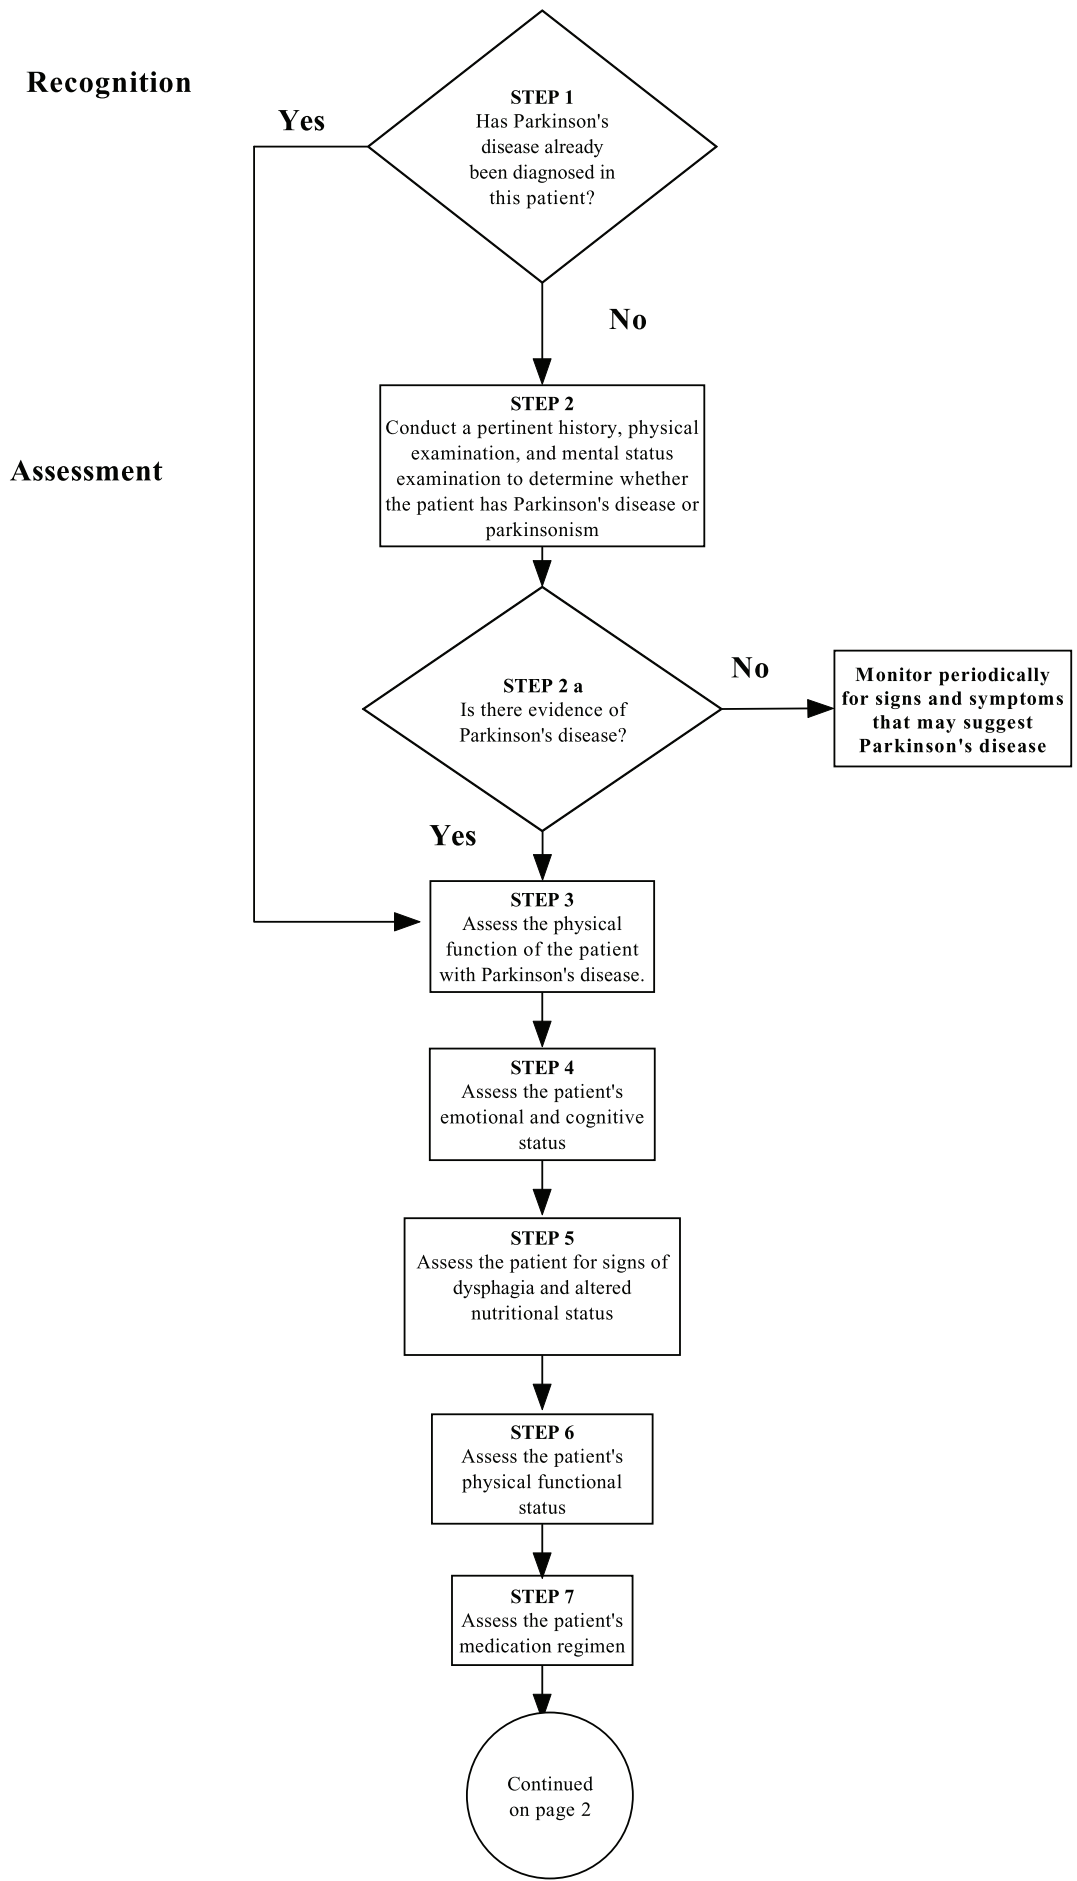 Recognition
STEP 1
Has Parkinson's
disease already
been diagnosed in
this patient?
Yes
No
Assessment
STEP 2
Conduct a pertinent history, physical
examination, and mental status
examination to determine whether
the patient has Parkinson's disease or
parkinsonism
STEP 2 a
Is there evidence of
Parkinson's disease?
No
Monitor periodically
for signs and symptoms
that may suggest
Parkinson's disease
Yes
STEP 3
Assess the physical
function of the patient
with Parkinson's disease.
STEP 4
Assess the patient's
emotional and cognitive
status
STEP 5
Assess the patient for signs of
dysphagia and altered
nutritional status
STEP 6
Assess the patient's
physical functional
status
STEP 7
Assess the patient's
medication regimen
Continued
on page 2